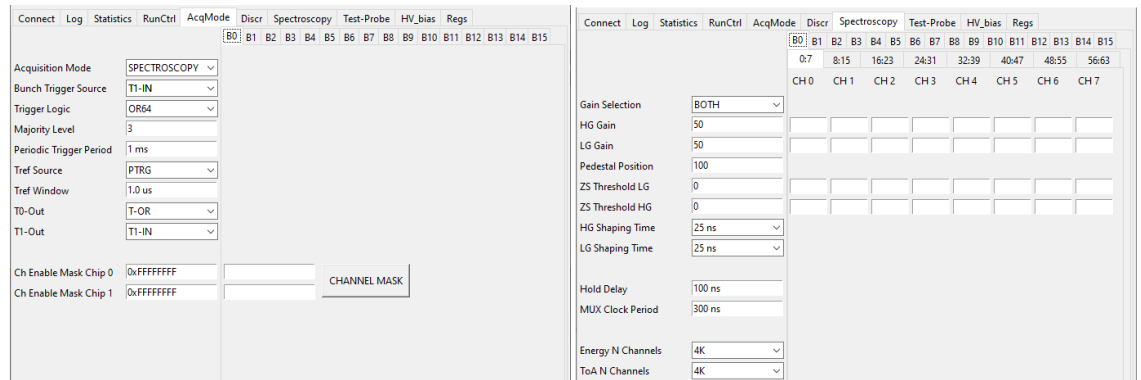 Connect Log Statistics RunCtrl AcqMode Discr Spectroscopy Test-Probe HV_bias Regs
B0 B1 B2 B3 B4 B5 B6 B7 B8 B9 B10 B11 B12 B13 B14 B15
Acquisition Mode SPECTROSCOPY
Bunch Trigger Source T1-IN
Trigger Logic OR64
Majority Level 3
Periodic Trigger Period 1 ms
Tref Source PTRG
Tref Window 1.0 us
T0-Out T-OR
T1-Out T1-IN
Ch Enable Mask Chip 0 0xFFFFFFFF
CHANNEL MASK
Ch Enable Mask Chip 1 0xFFFFFFFF
Connect Log Statistics RunCtrl AcqMode Discr Spectroscopy Test-Probe HV_bias Regs
B0 B1 B2 B3 B4 B5 B6 B7 B8 B9 B10 B11 B12 B13 B14 B15
0:7 8:15 16:23 24:31 32:39 40:47 48:55 56:63
CH 0 CH 1 CH 2 CH 3 CH 4 CH 5 CH 6 CH 7
Gain Selection BOTH
HG Gain 50
LG Gain 50
Pedestal Position 100
ZS Threshold LG 0
ZS Threshold HG 0
HG Shaping Time 25 ns
LG Shaping Time 25 ns
Hold Delay 100 ns
MUX Clock Period 300 ns
Energy N Channels 4K
ToA N Channels 4K